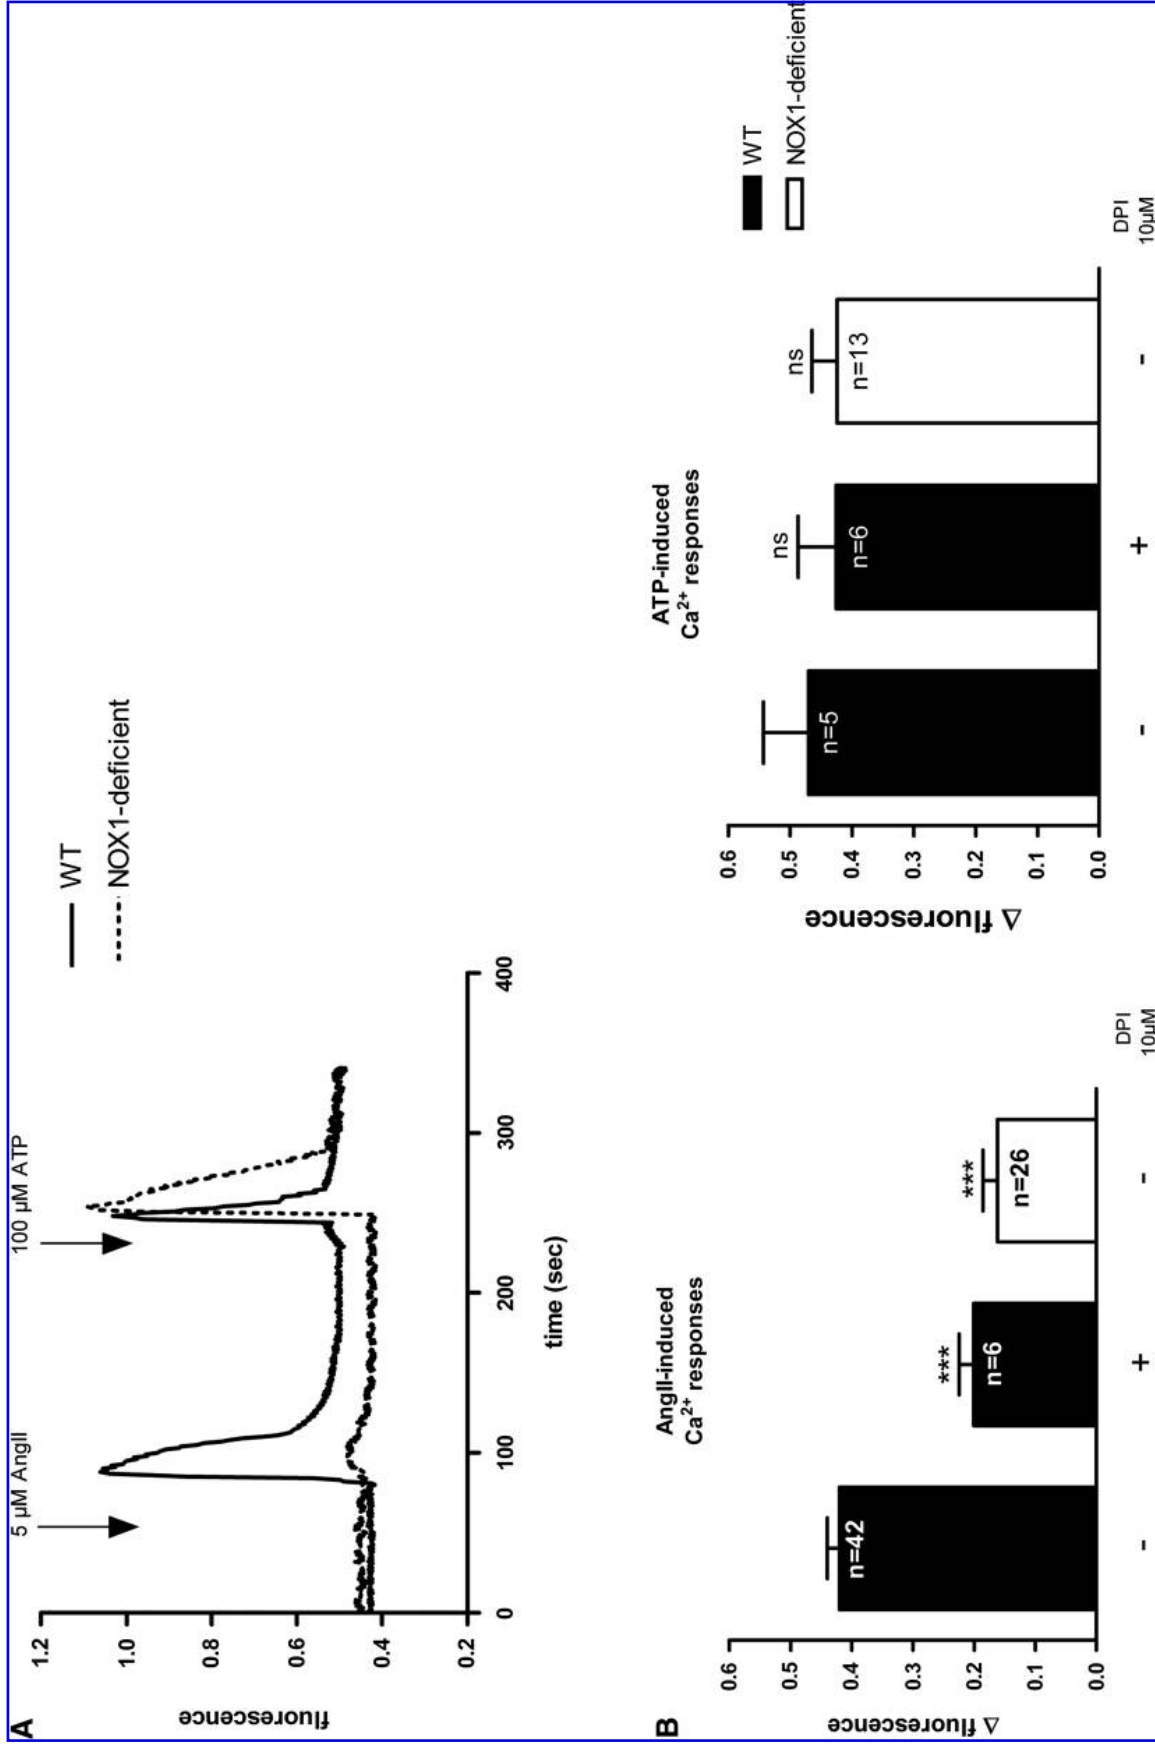 A
5 µM AngII
100 µM ATP
WT
NOX1-deficient
fluorescence
1.2
1.0
0.8
0.6
0.4
0.2
0
100
200
300
400
time (sec)
B
AngII-induced
Ca²⁺ responses
Δ fluorescence
0.6
0.5
0.4
0.3
0.2
0.1
0.0
n=42
***
n=6
***
n=26
-
+
-
DPI
10µM
ATP-induced
Ca²⁺ responses
WT
NOX1-deficient
Δ fluorescence
0.6
0.5
0.4
0.3
0.2
0.1
0.0
n=5
ns
n=6
ns
n=13
-
+
-
DPI
10µM